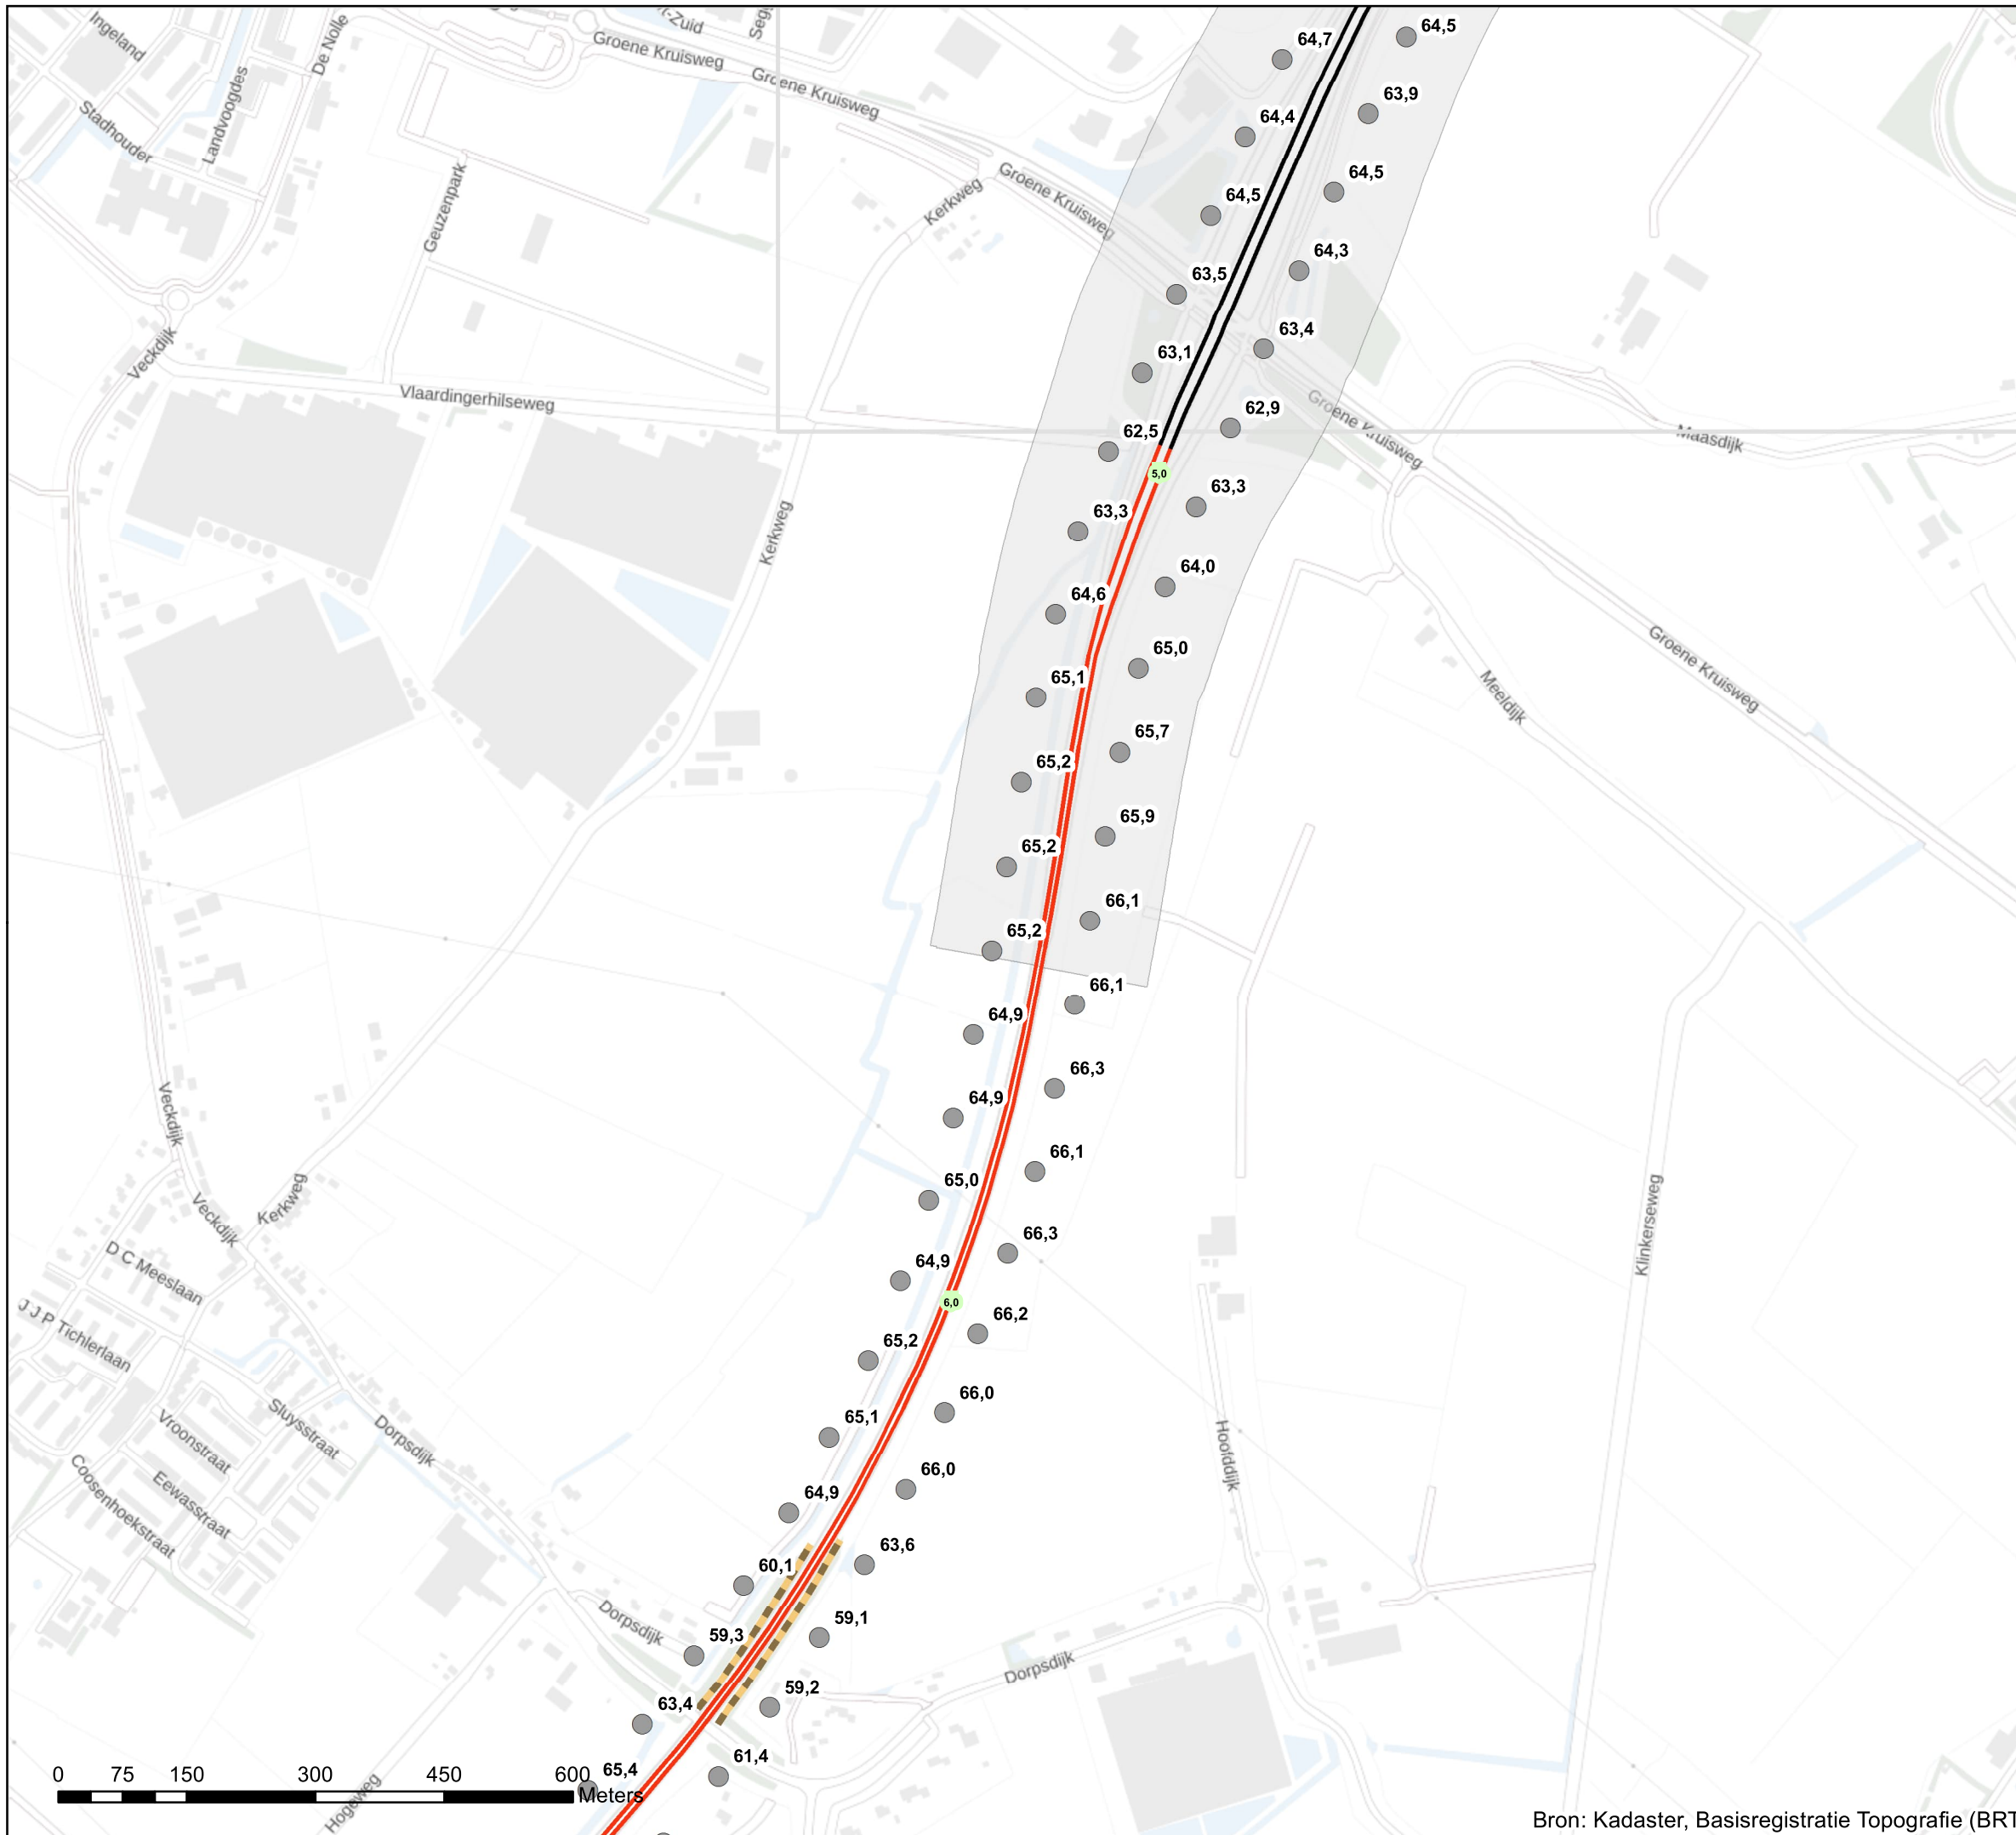 Ingeland
De Nolle
Stadhouder
Landvoogdes
Geuzenpark
-Zuid
Groene Kruisweg
Groene Kruisweg
Groene Kruisweg
Kerkweg
64,7
64,5
63,9
64,4
64,5
64,5
64,3
63,5
63,4
63,1
62,9
62,5
5,0
Veckdijk
Vlaardingerhilseweg
Kerkweg
Groene Kruisweg
Maasdijk
63,3
63,3
64,0
64,6
65,0
65,1
65,7
65,2
65,9
65,2
66,1
65,2
66,1
Meeldijk
Groene Kruisweg
64,9
66,3
64,9
66,1
65,0
66,3
64,9
6,0
66,2
65,2
66,0
65,1
66,0
64,9
63,6
60,1
59,1
59,3
59,2
63,4
61,4
65,4
Veckdijk
Veckdijk
Kerkweg
D C Meeslaan
J J P Tichlerlaan
Sluysstraat
Vroonstraat
Eewasstraat
Coosenhoekstraat
Dorpsdijk
Dorpsdijk
Dorpsdijk
Hoofddijk
Klinkerseweg
Hogeweg
0 75 150 300 450 600
Meters
Bron: Kadaster, Basisregistratie Topografie (BRT